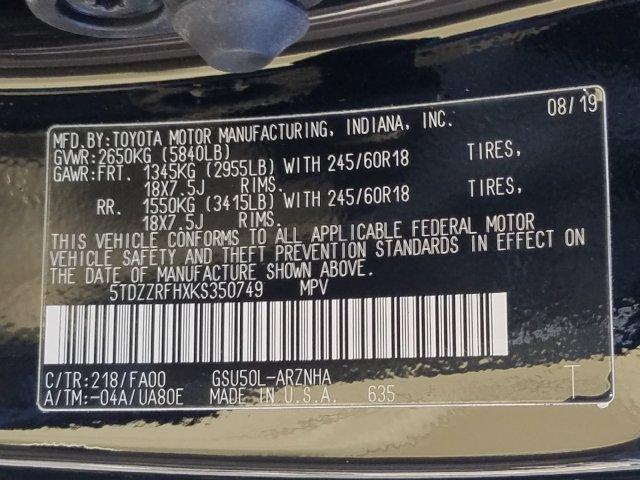 08/19
MFD.BY:TOYOTA MOTOR MANUFACTURING, INDIANA, INC.
GVWR:2650KG (5840LB)
GAWR:FRT. 1345KG (2955LB) WITH 245/60R18 TIRES,
18X7.5J RIMS.
RR. 1550KG (3415LB) WITH 245/60R18 TIRES,
18X7.5J RIMS.
THIS VEHICLE CONFORMS TO ALL APPLICABLE FEDERAL MOTOR
VEHICLE SAFETY AND THEFT PREVENTION STANDARDS IN EFFECT ON
THE DATE OF MANUFACTURE SHOWN ABOVE.
5TDZZRFHXKS350749 MPV
C/TR:218/FA00 GSU50L-ARZNHA T
A/TM:-04A/UA80E MADE IN U.S.A. 635